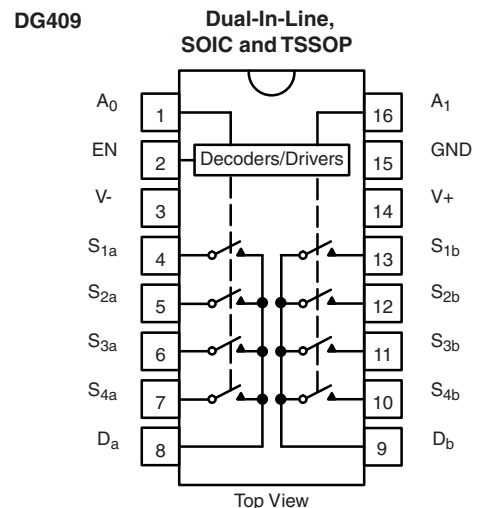 DG409
Dual-In-Line,
SOIC and TSSOP
A0 1 16 A1
EN 2 Decoders/Drivers 15 GND
V- 3 14 V+
S1a 4 13 S1b
S2a 5 12 S2b
S3a 6 11 S3b
S4a 7 10 S4b
Da 8 9 Db
Top View